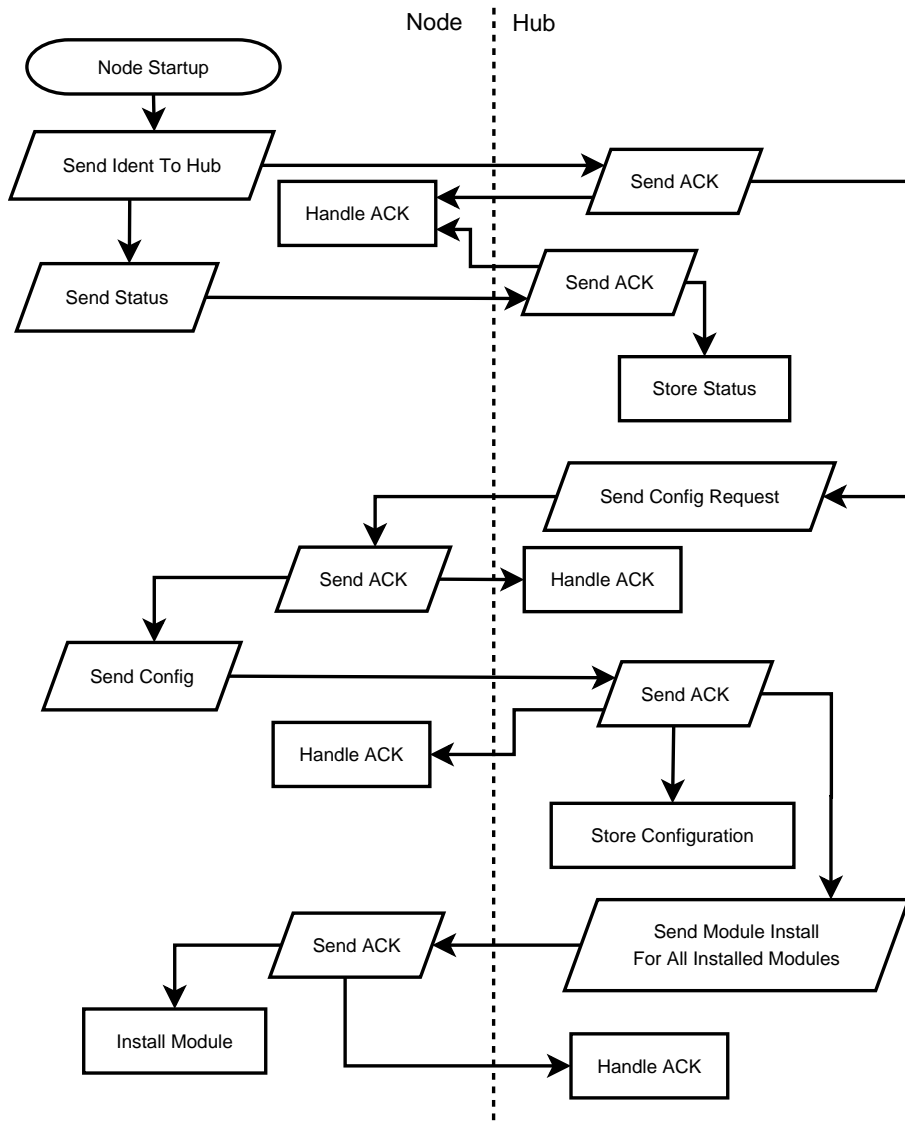 Node
Hub
Node Startup
Send Ident To Hub
Send ACK
Handle ACK
Send ACK
Send Status
Store Status
Send Config Request
Send ACK
Handle ACK
Send Config
Send ACK
Handle ACK
Store Configuration
Send Module Install
For All Installed Modules
Send ACK
Install Module
Handle ACK